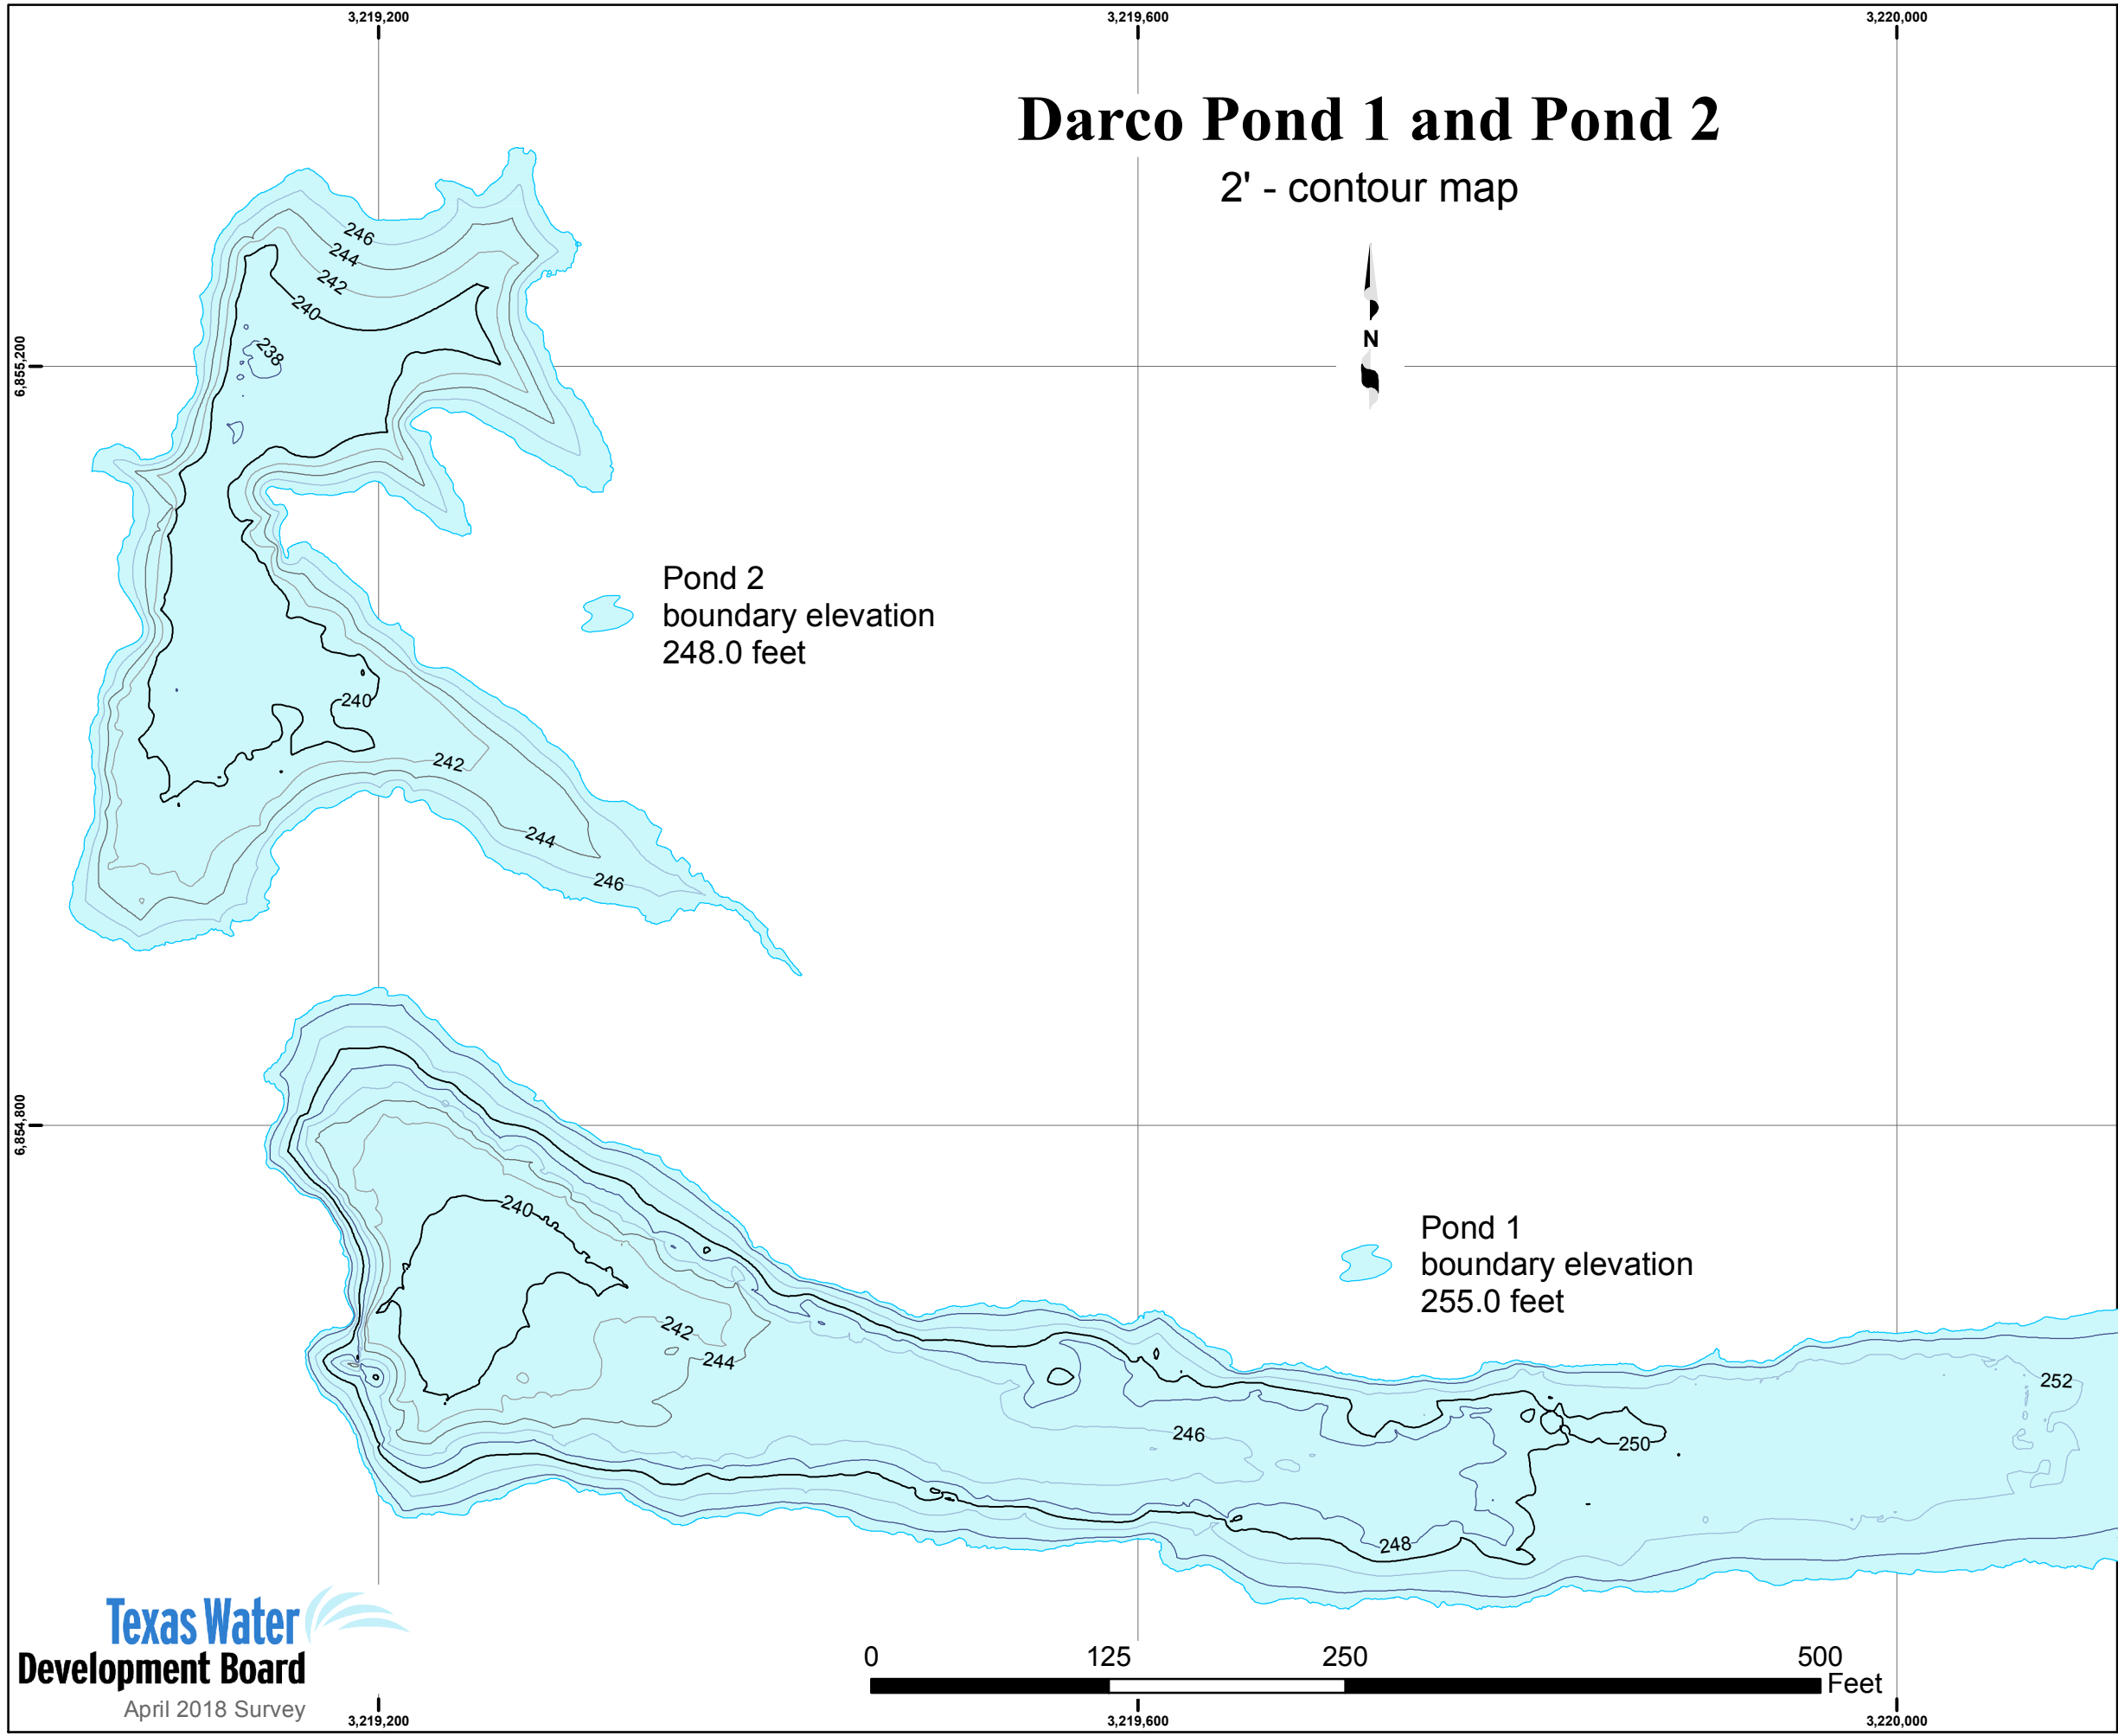 3,219,200
3,219,600
3,220,000
Darco Pond 1 and Pond 2
2' - contour map
N
246
244
242
240
238
6,855,200
Pond 2
boundary elevation
248.0 feet
240
242
244
246
6,854,800
240
242
244
Pond 1
boundary elevation
255.0 feet
252
246
250
248
Texas Water
Development Board
April 2018 Survey
0 125 250 500
Feet
3,219,200
3,219,600
3,220,000